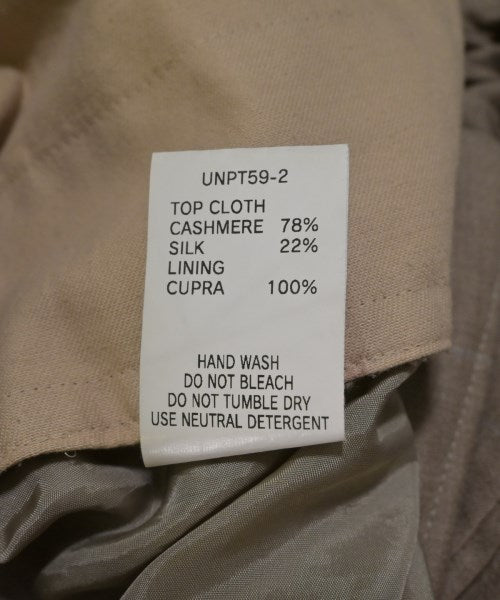 UNPT59-2
TOP CLOTH
CASHMERE 78%
SILK 22%
LINING
CUPRA 100%
HAND WASH
DO NOT BLEACH
DO NOT TUMBLE DRY
USE NEUTRAL DETERGENT